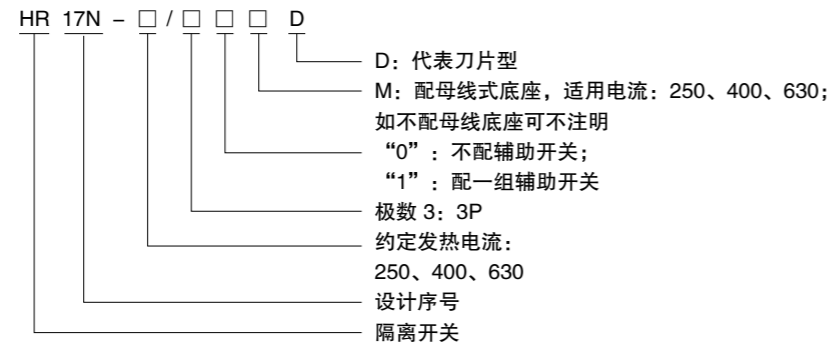 HR 17N - □ / □ □ □ D
D：代表刀片型
M：配母线式底座，适用电流：250、400、630；
如不配母线底座可不注明
“0”：不配辅助开关；
“1”：配一组辅助开关
极数 3：3P
约定发热电流：
250、400、630
设计序号
隔离开关